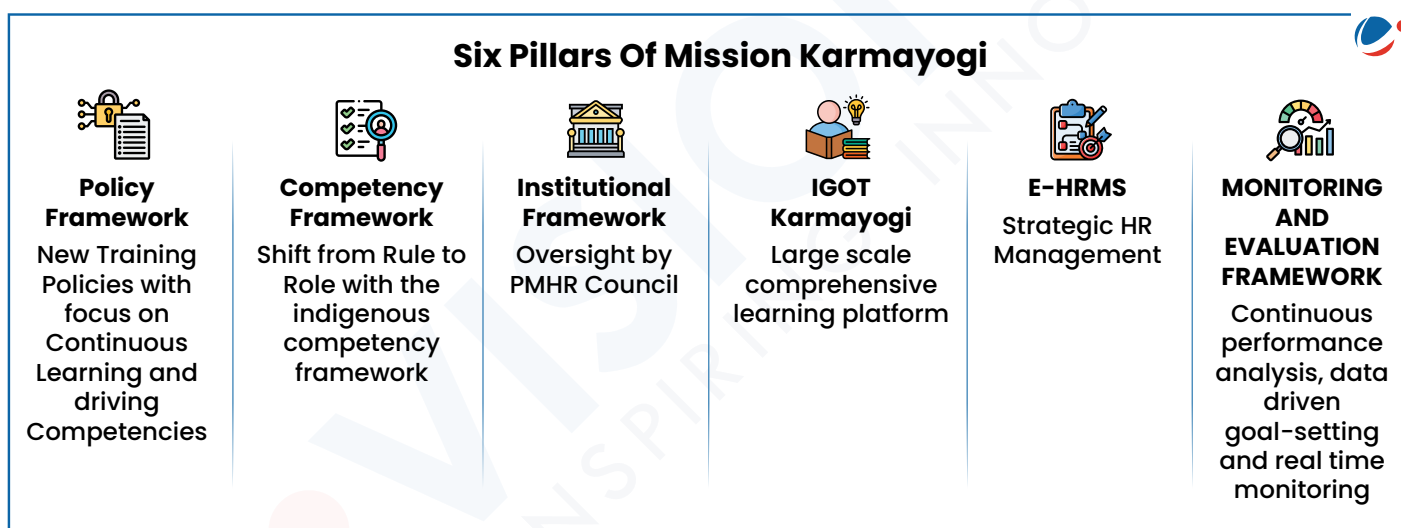 Six Pillars Of Mission Karmayogi
Policy
Framework
New Training
Policies with
focus on
Continuous
Learning and
driving
Competencies
Competency
Framework
Shift from Rule to
Role with the
indigenous
competency
framework
Institutional
Framework
Oversight by
PMHR Council
IGOT
Karmayogi
Large scale
comprehensive
learning platform
E-HRMS
Strategic HR
Management
MONITORING
AND
EVALUATION
FRAMEWORK
Continuous
performance
analysis, data
driven
goal-setting
and real time
monitoring